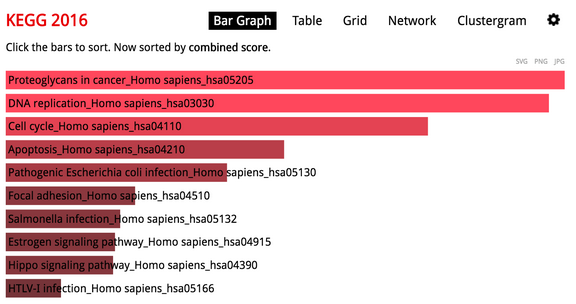 KEGG 2016
Bar Graph Table Grid Network Clustergram
Click the bars to sort. Now sorted by combined score.
SVG PNG JPG
Proteoglycans in cancer_Homo sapiens_hsa05205
DNA replication_Homo sapiens_hsa03030
Cell cycle_Homo sapiens_hsa04110
Apoptosis_Homo sapiens_hsa04210
Pathogenic Escherichia coli infection_Homo sapiens_hsa05130
Focal adhesion_Homo sapiens_hsa04510
Salmonella infection_Homo sapiens_hsa05132
Estrogen signaling pathway_Homo sapiens_hsa04915
Hippo signaling pathway_Homo sapiens_hsa04390
HTLV-I infection_Homo sapiens_hsa05166